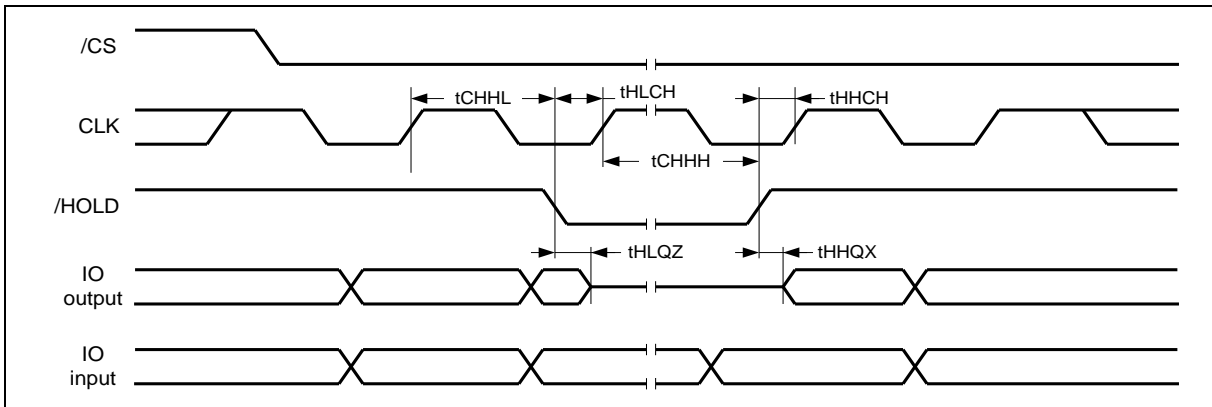 /CS
tCHHL
tHLCH
tHHCH
CLK
tCHHH
/HOLD
tHLQZ
tHHQX
IO
output
IO
input